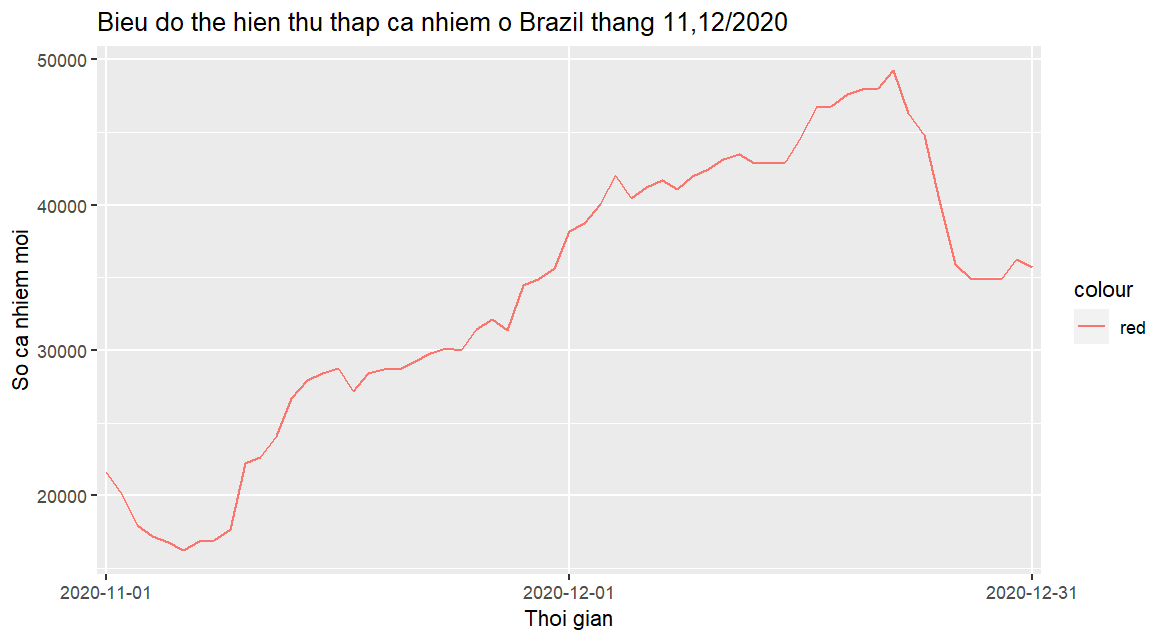 Bieu do the hien thu thap ca nhiem o Brazil thang 11,12/2020
50000
40000
30000
20000
So ca nhiem moi
2020-11-01
2020-12-01
2020-12-31
Thoi gian
colour
red